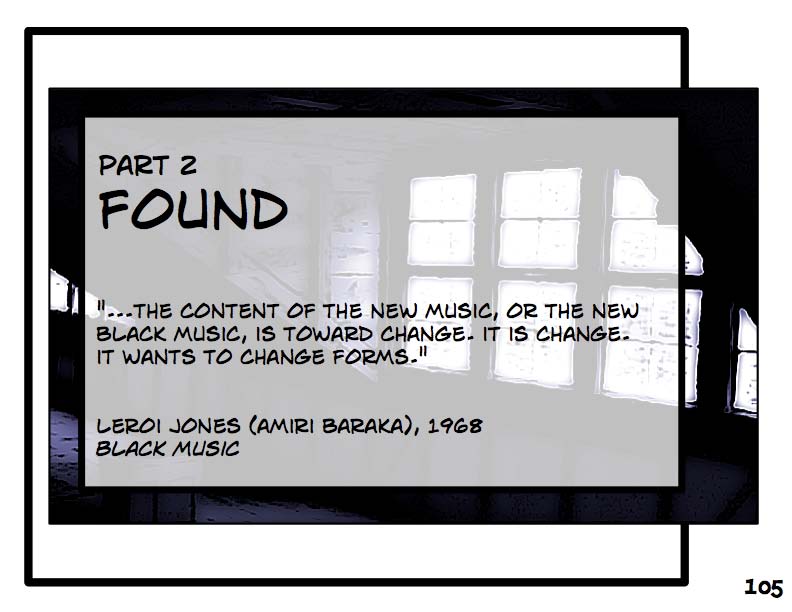 PART 2
FOUND
"...THE CONTENT OF THE NEW MUSIC, OR THE NEW
BLACK MUSIC, IS TOWARD CHANGE. IT IS CHANGE.
IT WANTS TO CHANGE FORMS."
LEROI JONES (AMIRI BARAKA), 1968
BLACK MUSIC
105